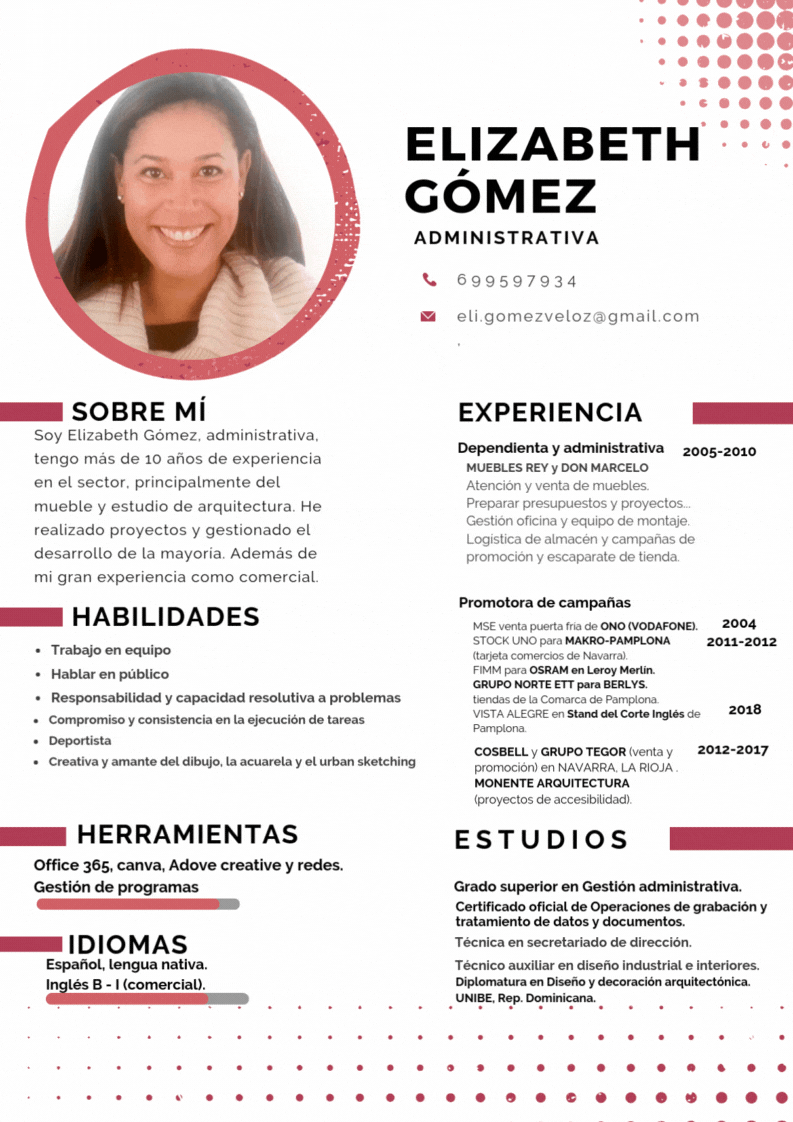 ELIZABETH
GÓMEZ
ADMINISTRATIVA
699597934
eli.gomezveloz@gmail.com
,
SOBRE MÍ
Soy Elizabeth Gómez, administrativa,
tengo más de 10 años de experiencia
en el sector, principalmente del
mueble y estudio de arquitectura. He
realizado proyectos y gestionado el
desarrollo de la mayoría. Además de
mi gran experiencia como comercial.
HABILIDADES
• Trabajo en equipo
• Hablar en público
• Responsabilidad y capacidad resolutiva a problemas
• Compromiso y consistencia en la ejecución de tareas
• Deportista
• Creativa y amante del dibujo, la acuarela y el urban sketching
HERRAMIENTAS
Office 365, canva, Adove creative y redes.
Gestión de programas
IDIOMAS
Español, lengua nativa.
Inglés B - I (comercial).
EXPERIENCIA
Dependienta y administrativa 2005-2010
MUEBLES REY y DON MARCELO
Atención y venta de muebles.
Preparar presupuestos y proyectos...
Gestión oficina y equipo de montaje.
Logística de almacén y campañas de
promoción y escaparate de tienda.
Promotora de campañas
MSE venta puerta fria de ONO (VODAFONE). 2004
STOCK UNO para MAKRO-PAMPLONA 2011-2012
(tarjeta comercios de Navarra).
FIMM para OSRAM en Leroy Merlín.
GRUPO NORTE ETT para BERLYS.
tiendas de la Comarca de Pamplona.
VISTA ALEGRE en Stand del Corte Inglés de 2018
Pamplona.
COSBELL y GRUPO TEGOR (venta y 2012-2017
promoción) en NAVARRA, LA RIOJA .
MONENTE ARQUITECTURA
(proyectos de accesibilidad).
ESTUDIOS
Grado superior en Gestión administrativa.
Certificado oficial de Operaciones de grabación y
tratamiento de datos y documentos.
Técnica en secretariado de dirección.
Técnico auxiliar en diseño industrial e interiores.
Diplomatura en Diseño y decoración arquitectónica.
UNIBE, Rep. Dominicana.